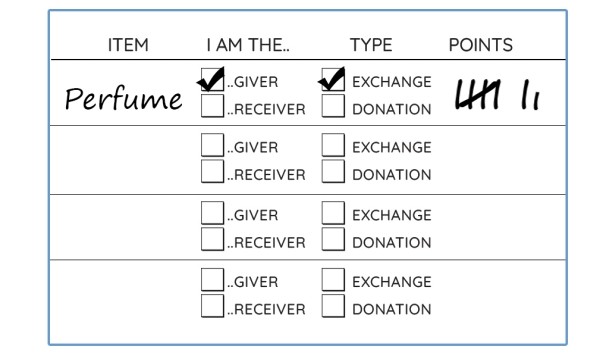 ITEM I AM THE.. TYPE POINTS
Perfume ..GIVER EXCHANGE
..RECEIVER DONATION
..GIVER EXCHANGE
..RECEIVER DONATION
..GIVER EXCHANGE
..RECEIVER DONATION
..GIVER EXCHANGE
..RECEIVER DONATION